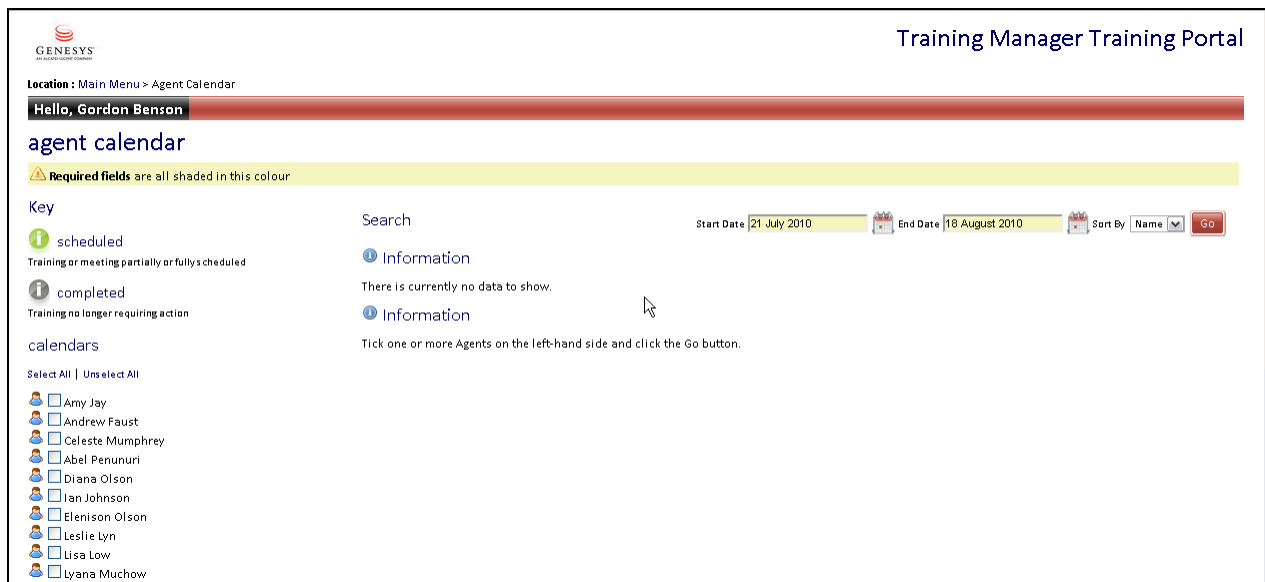 GENESYS
AN ALCATEL-LUCENT COMPANY
Training Manager Training Portal
Location : Main Menu > Agent Calendar
Hello, Gordon Benson
agent calendar
Required fields are all shaded in this colour
Key
scheduled
Training or meeting partially or fully scheduled
completed
Training no longer requiring action
calendars
Select All | Unselect All
Amy Jay
Andrew Faust
Celeste Mumphrey
Abel Penunuri
Diana Olson
Ian Johnson
Elenison Olson
Leslie Lyn
Lisa Low
Lyana Muchow
Search
Start Date 21 July 2010 End Date 18 August 2010 Sort By Name Go
Information
There is currently no data to show.
Information
Tick one or more Agents on the left-hand side and click the Go button.